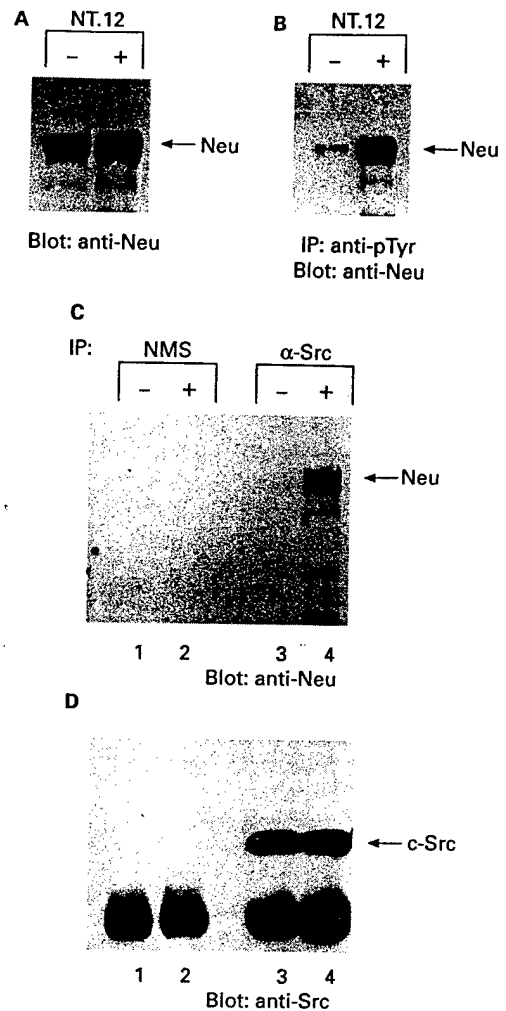 A
NT.12
− +
Neu
Blot: anti-Neu
B
NT.12
− +
Neu
IP: anti-pTyr
Blot: anti-Neu
C
IP: NMS α-Src
− + − +
Neu
1 2 3 4
Blot: anti-Neu
D
c-Src
1 2 3 4
Blot: anti-Src